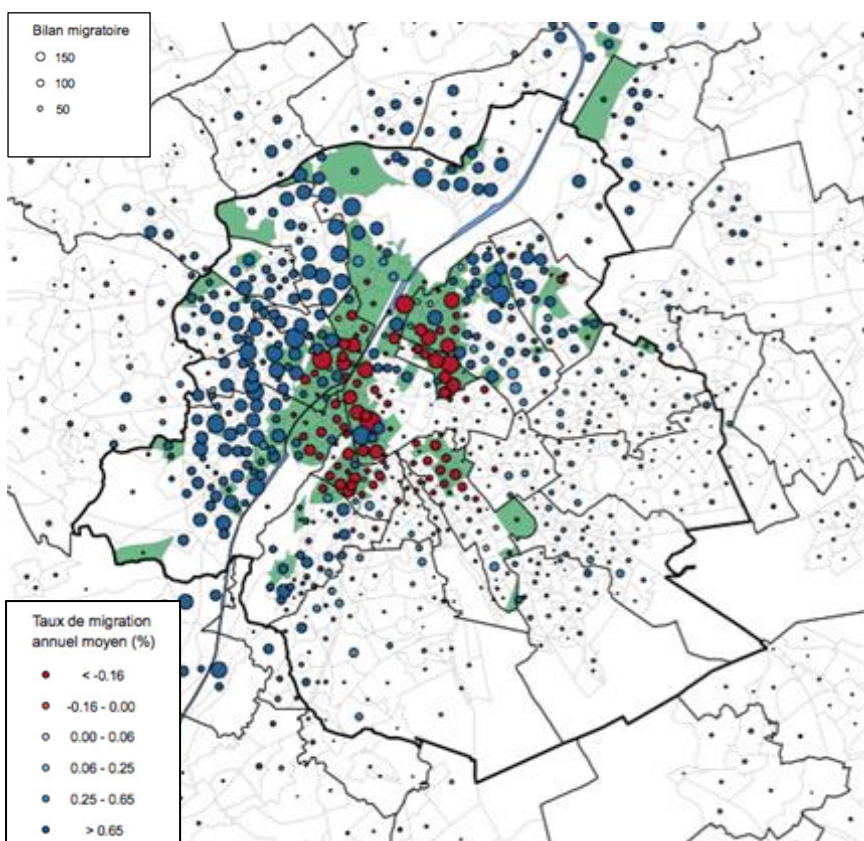 Bilan migratoire
150
100
50
Taux de migration
annuel moyen (%)
< -0.16
-0.16 - 0.00
0.00 - 0.06
0.06 - 0.25
0.25 - 0.65
> 0.65